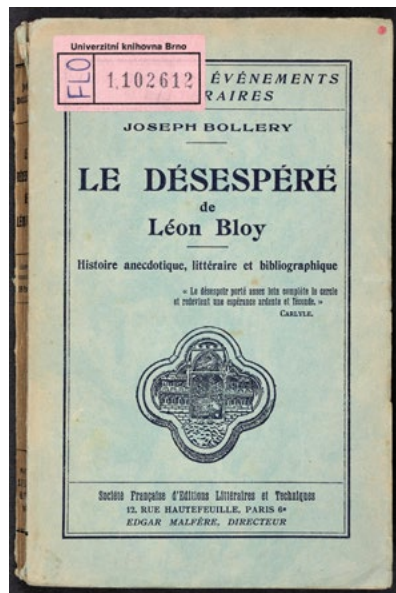 Univerzitní knihovna Brno
FLO
1,102612
ÉVÉNEMENTS
RAIRES
JOSEPH BOLLERY
LE DÉSESPÉRÉ
de
Léon Bloy
Histoire anecdotique, littéraire et bibliographique
« Le désespoir porté assez loin complète le cercle
et redevient une espérance ardente et féconde. »
CARLYLE.
Société Française d'Éditions Littéraires et Techniques
12, RUE HAUTEFEUILLE, PARIS 6e
EDGAR MALFÈRE, DIRECTEUR